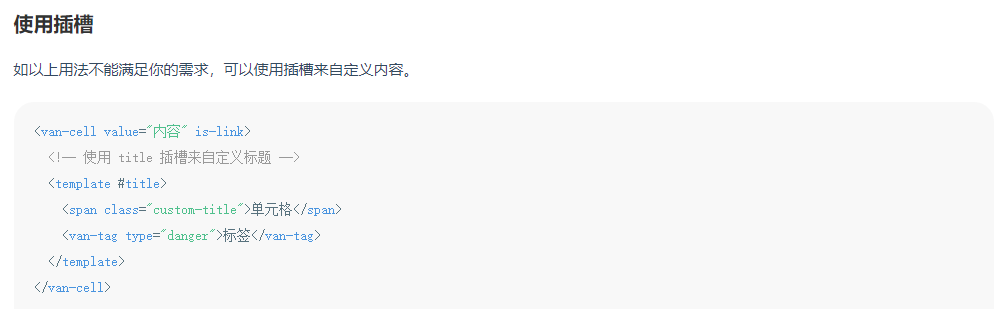 使用插槽
如以上用法不能满足你的需求，可以使用插槽来自定义内容。
<van-cell value="内容" is-link>
  <!-- 使用 title 插槽来自定义标题 -->
  <template #title>
    <span class="custom-title">单元格</span>
    <van-tag type="danger">标签</van-tag>
  </template>
</van-cell>